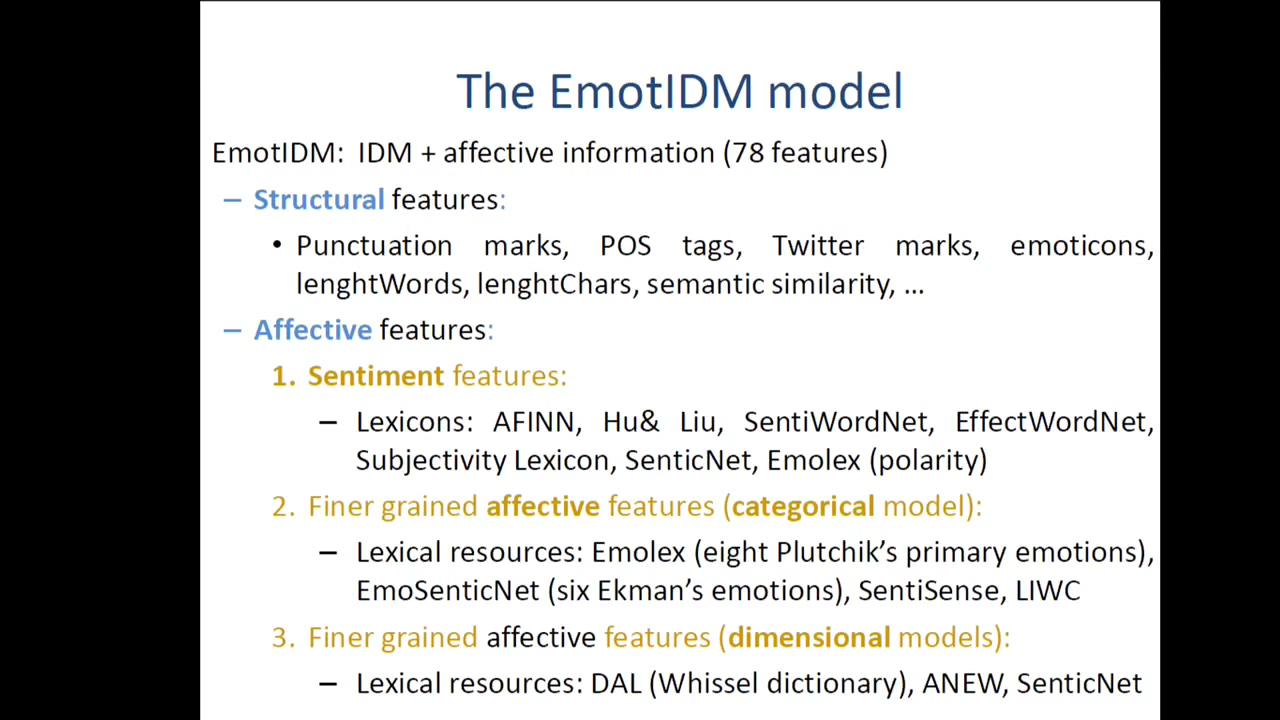 The EmotIDM model
EmotIDM: IDM + affective information (78 features)
– Structural features:
• Punctuation marks, POS tags, Twitter marks, emoticons,
lenghtWords, lenghtChars, semantic similarity, ...
– Affective features:
1. Sentiment features:
– Lexicons: AFINN, Hu& Liu, SentiWordNet, EffectWordNet,
Subjectivity Lexicon, SenticNet, Emolex (polarity)
2. Finer grained affective features (categorical model):
– Lexical resources: Emolex (eight Plutchik’s primary emotions),
EmoSenticNet (six Ekman’s emotions), SentiSense, LIWC
3. Finer grained affective features (dimensional models):
– Lexical resources: DAL (Whissel dictionary), ANEW, SenticNet